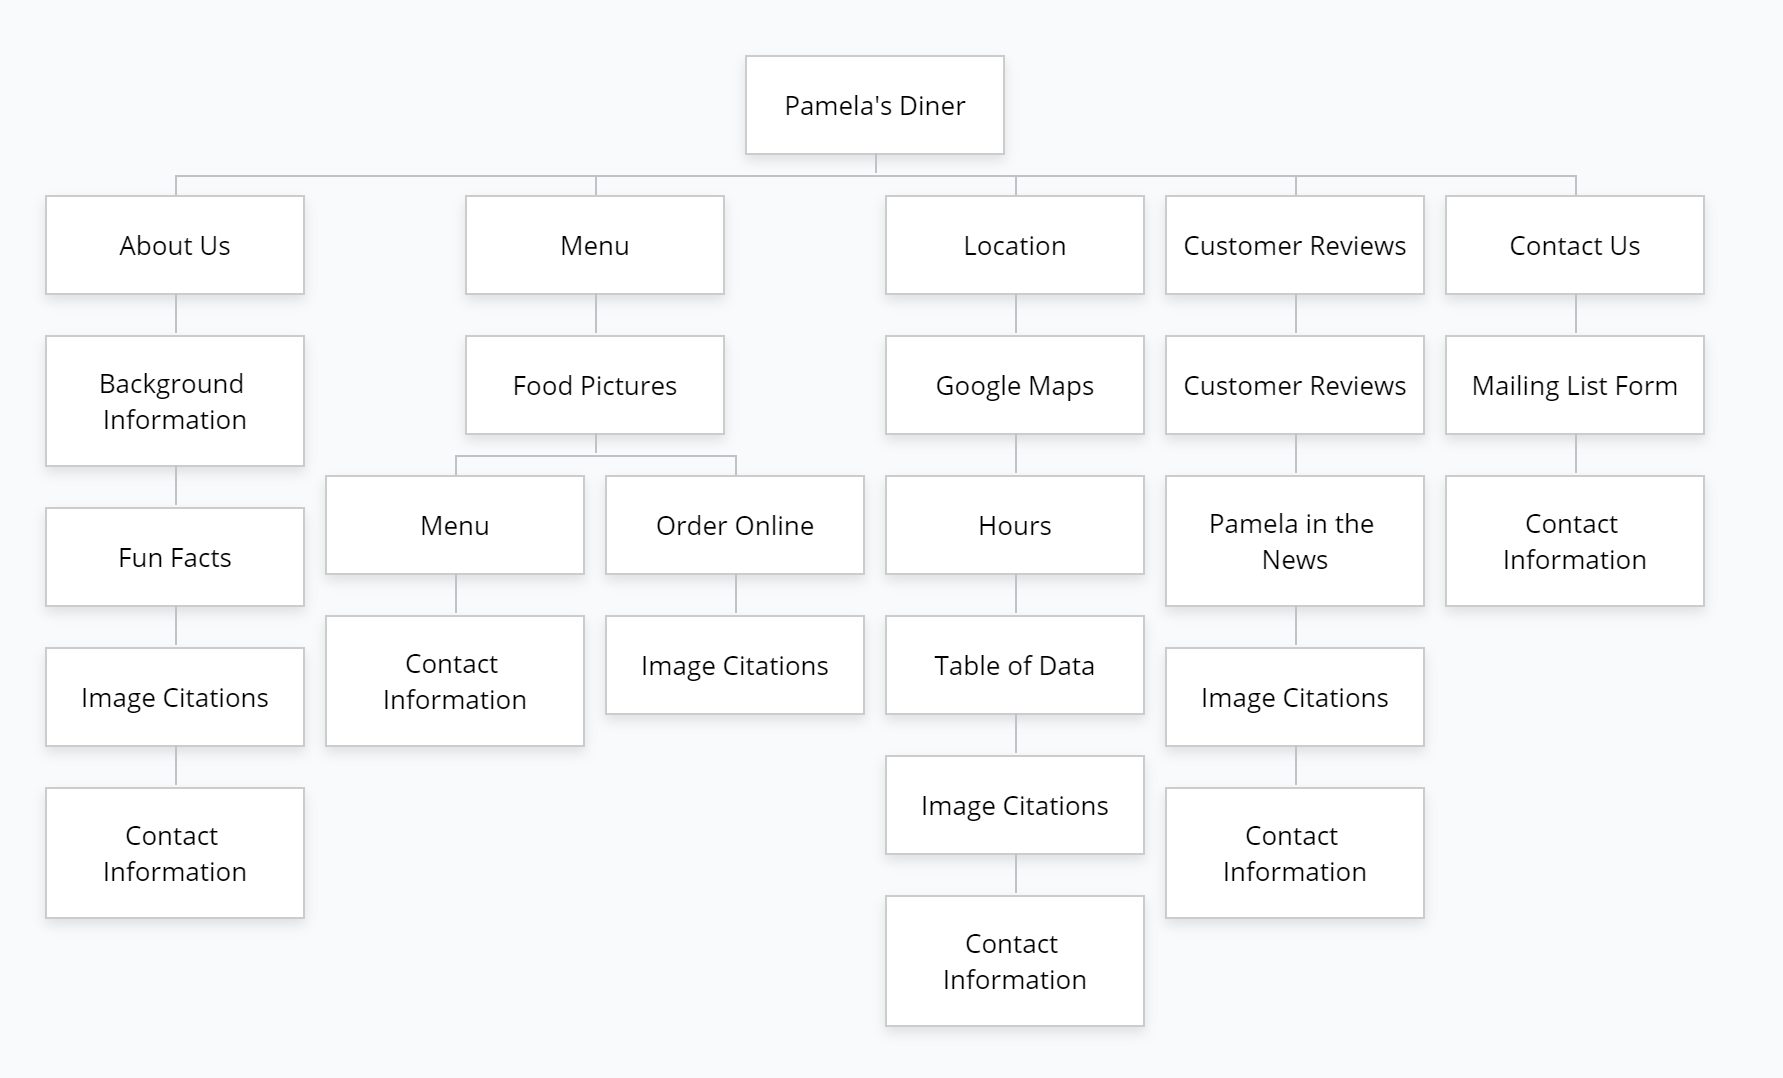 Pamela's Diner
About Us
Menu
Location
Customer Reviews
Contact Us
Background
Information
Food Pictures
Google Maps
Customer Reviews
Mailing List Form
Fun Facts
Menu
Order Online
Hours
Pamela in the
News
Contact
Information
Image Citations
Contact
Information
Image Citations
Table of Data
Image Citations
Contact
Information
Image Citations
Contact
Information
Contact
Information